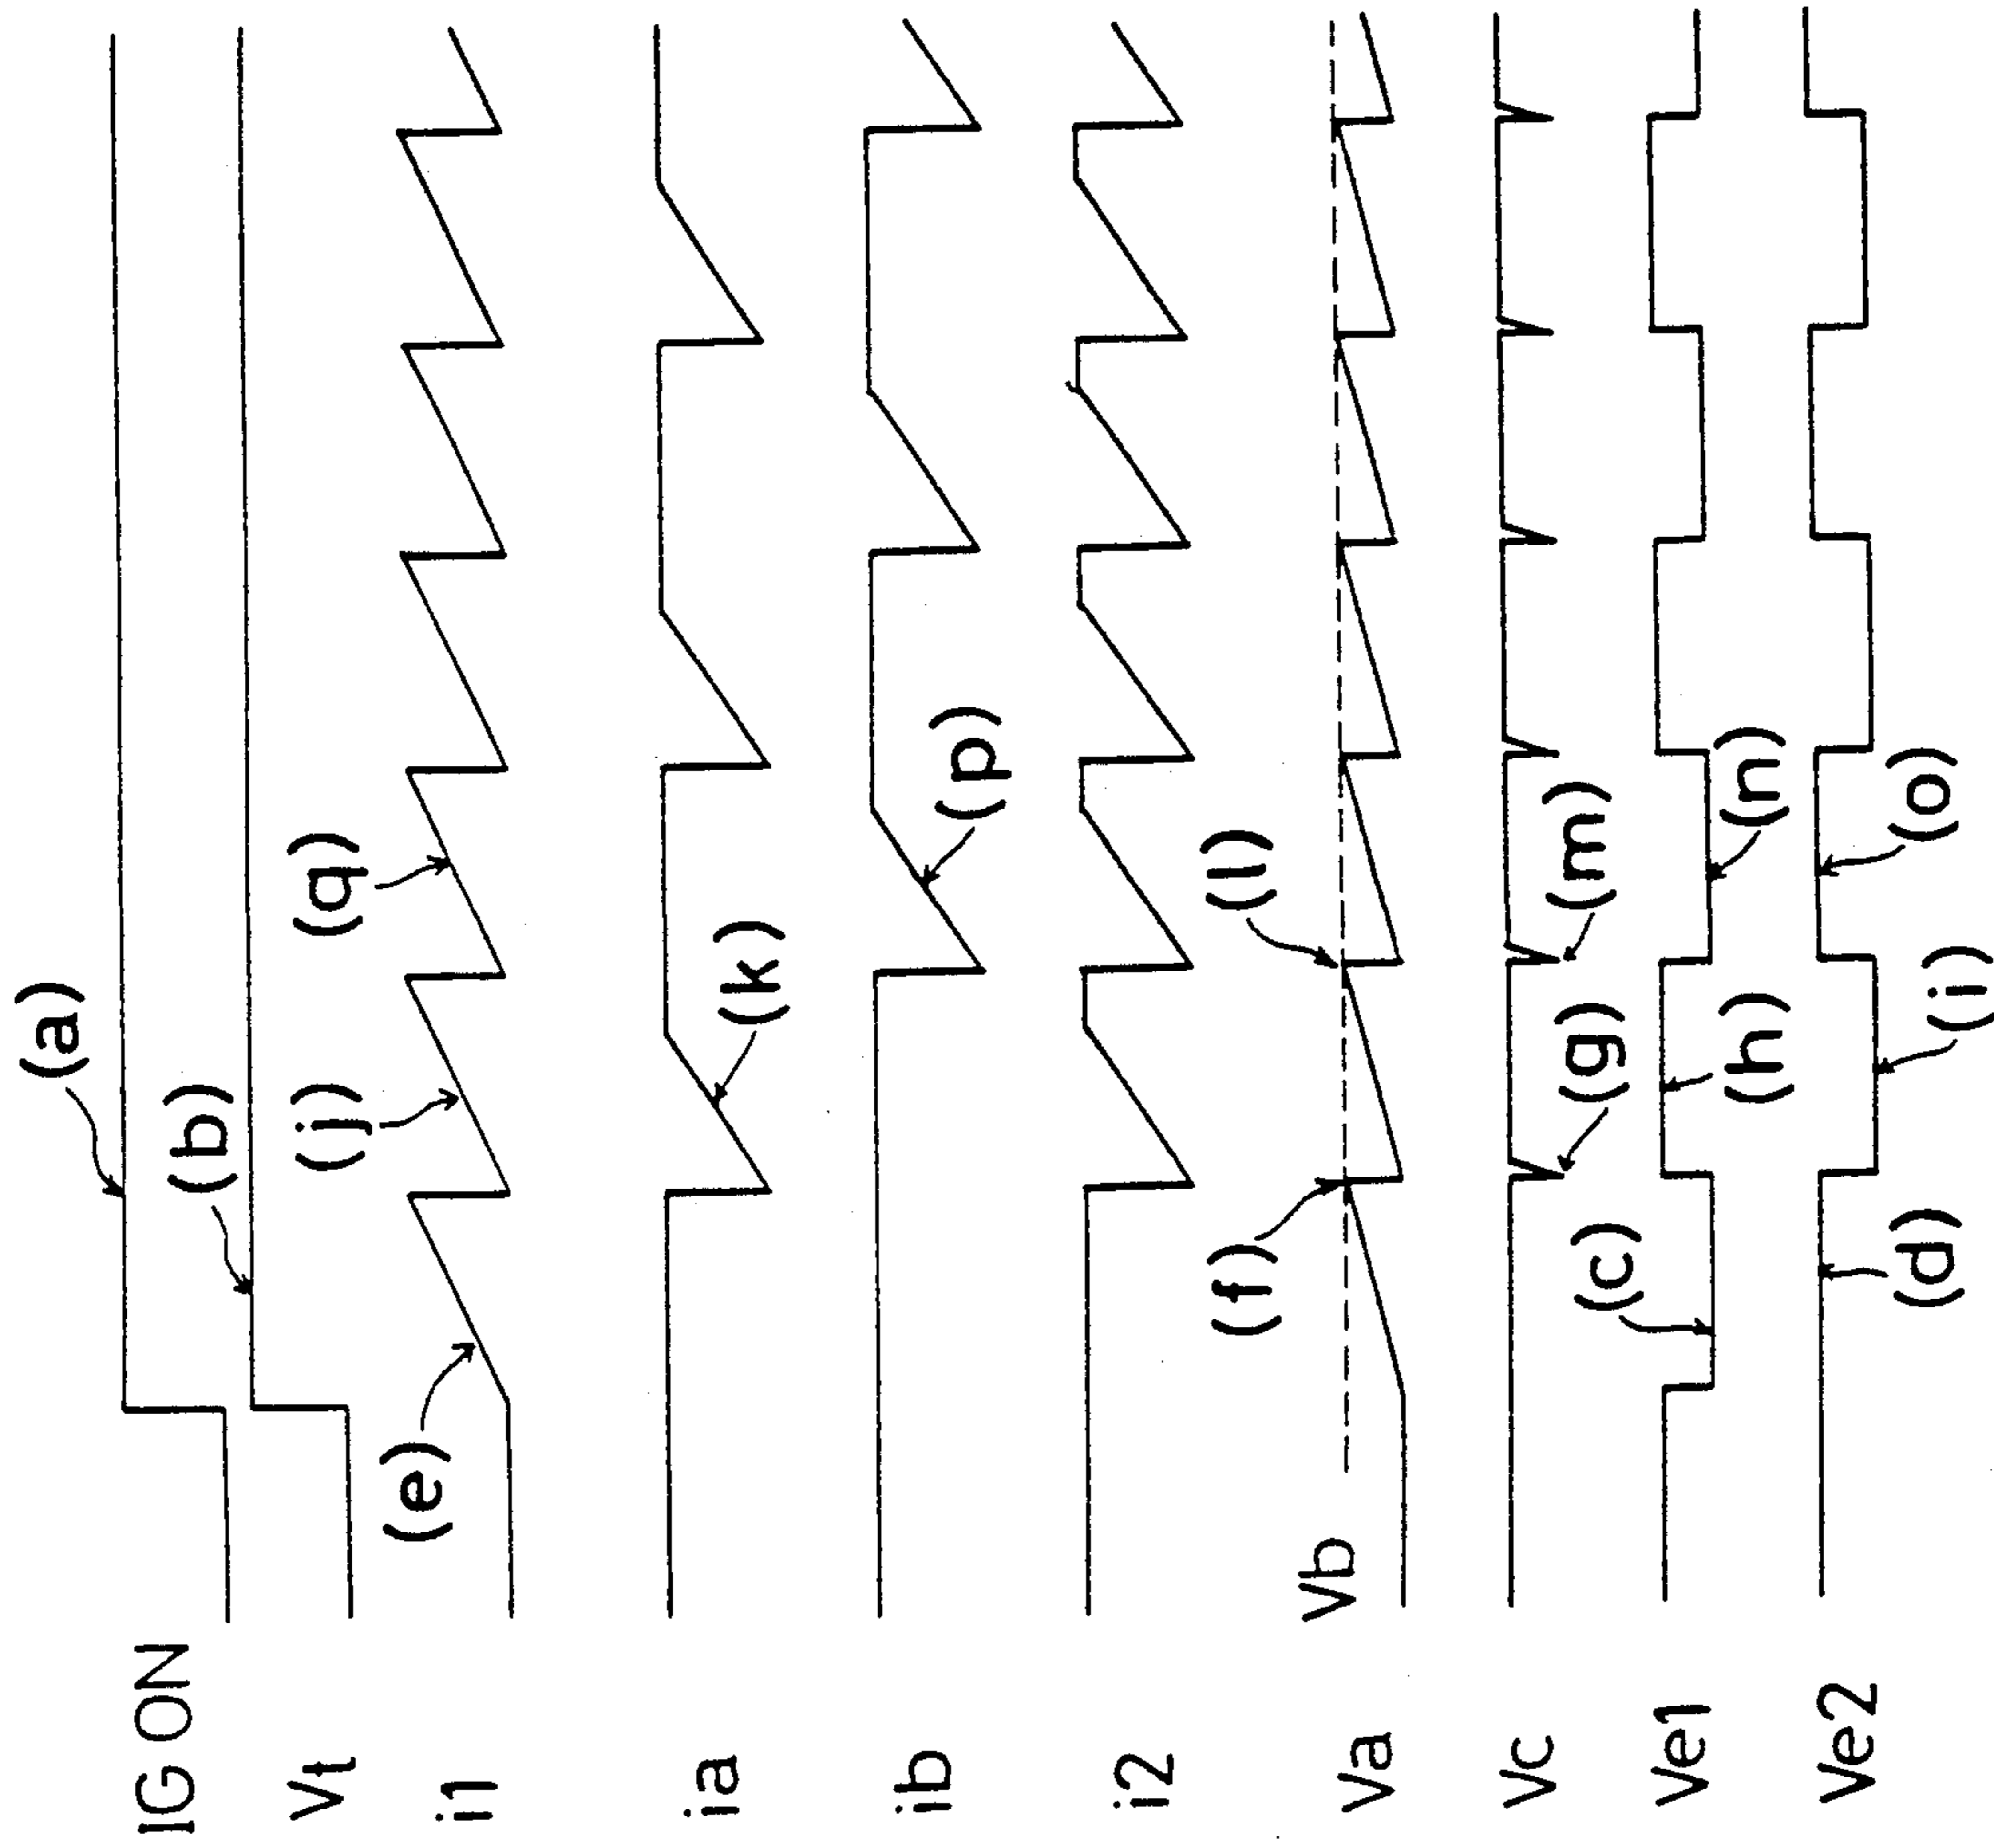 IG ON
(a)
Vt
(b)
i1
(e)
(j)
(q)
ia
(k)
ib
(p)
i2
Va
Vb
(f)
(l)
Vc
(g)
(m)
Ve1
(c)
(h)
(n)
Ve2
(d)
(i)
(o)